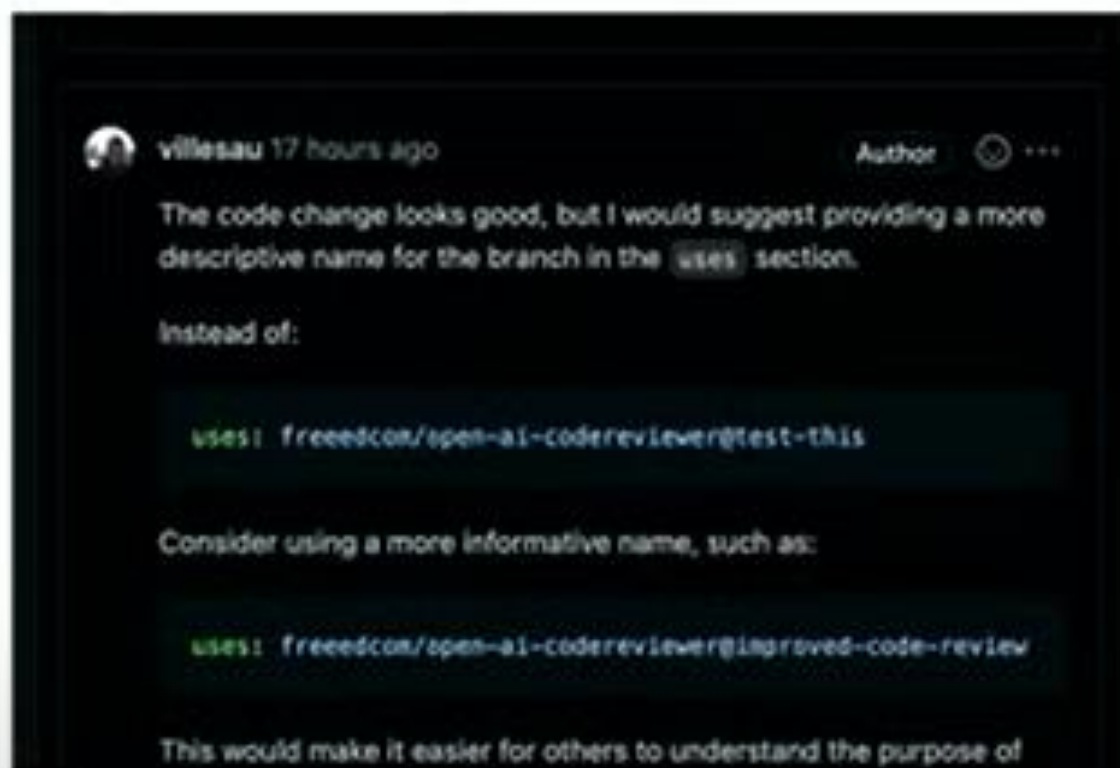 villesau 17 hours ago Author
The code change looks good, but I would suggest providing a more
descriptive name for the branch in the uses section.
Instead of:
uses: freeedcom/open-ai-codereviewer@test-this
Consider using a more informative name, such as:
uses: freeedcom/open-ai-codereviewer@improved-code-review
This would make it easier for others to understand the purpose of